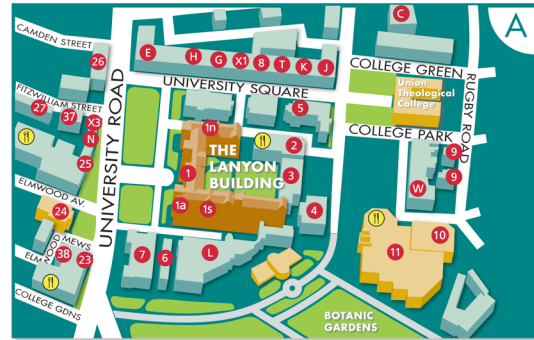 A
CAMDEN STREET
26
E
H
G
X1
8
T
K
J
C
COLLEGE GREEN
UNIVERSITY SQUARE
Union
Theological
College
RUGBY ROAD
FITZWILLIAM STREET
27
37
X3
N
25
UNIVERSITY ROAD
5
COLLEGE PARK
1n
2
9
THE
LANYON
BUILDING
1
3
9
W
ELMWOOD AV.
24
1a
1s
4
10
11
ELMWOOD MEWS
38
23
7
6
L
COLLEGE GDNS
BOTANIC
GARDENS